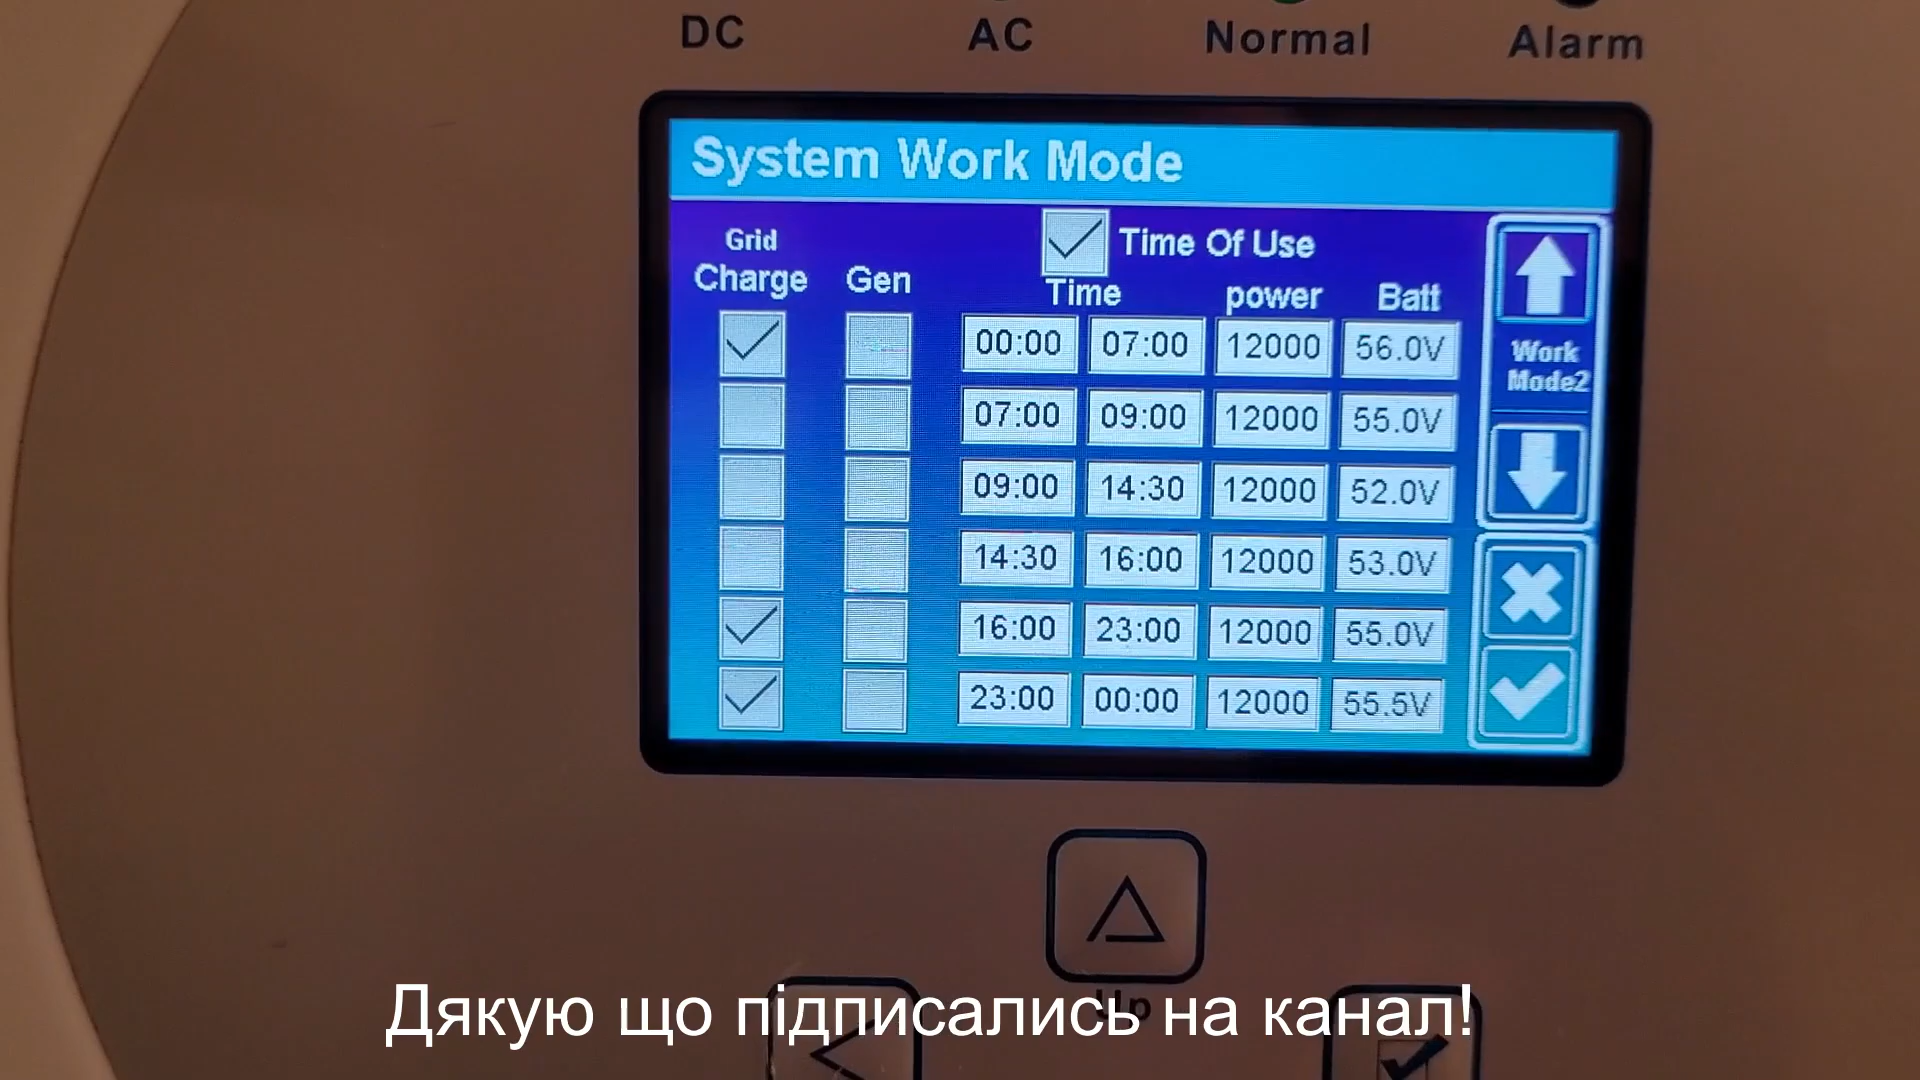 DC AC Normal Alarm
System Work Mode
Grid
Charge Gen Time Of Use
Time power Batt
00:00 07:00 12000 56.0V
Work
Mode2
07:00 09:00 12000 55.0V
09:00 14:30 12000 52.0V
14:30 16:00 12000 53.0V
16:00 23:00 12000 55.0V
23:00 00:00 12000 55.5V
Up
Дякую що підписались на канал!